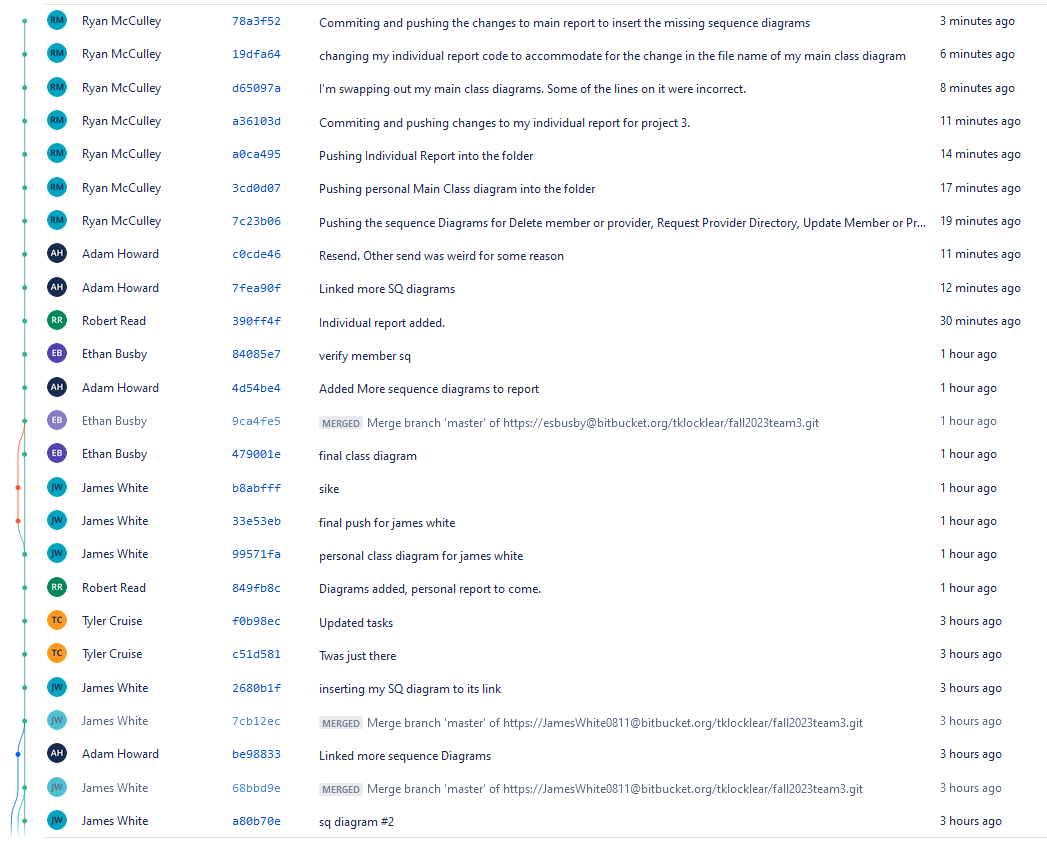 RM Ryan McCulley 78a3f52 Commiting and pushing the changes to main report to insert the missing sequence diagrams 3 minutes ago
RM Ryan McCulley 19dfa64 changing my individual report code to accommodate for the change in the file name of my main class diagram 6 minutes ago
RM Ryan McCulley d65097a I'm swapping out my main class diagrams. Some of the lines on it were incorrect. 8 minutes ago
RM Ryan McCulley a36103d Commiting and pushing changes to my individual report for project 3. 11 minutes ago
RM Ryan McCulley a0ca495 Pushing Individual Report into the folder 14 minutes ago
RM Ryan McCulley 3cd0d07 Pushing personal Main Class diagram into the folder 17 minutes ago
RM Ryan McCulley 7c23b06 Pushing the sequence Diagrams for Delete member or provider, Request Provider Directory, Update Member or Pr... 19 minutes ago
AH Adam Howard c0cde46 Resend. Other send was weird for some reason 11 minutes ago
AH Adam Howard 7fea90f Linked more SQ diagrams 12 minutes ago
RR Robert Read 390ff4f Individual report added. 30 minutes ago
EB Ethan Busby 84085e7 verify member sq 1 hour ago
AH Adam Howard 4d54be4 Added More sequence diagrams to report 1 hour ago
EB Ethan Busby 9ca4fe5 MERGED Merge branch 'master' of https://esbusby@bitbucket.org/tklocklear/fall2023team3.git 1 hour ago
EB Ethan Busby 479001e final class diagram 1 hour ago
JW James White b8abfff sike 1 hour ago
JW James White 33e53eb final push for james white 1 hour ago
JW James White 99571fa personal class diagram for james white 1 hour ago
RR Robert Read 849fb8c Diagrams added, personal report to come. 1 hour ago
TC Tyler Cruise f0b98ec Updated tasks 3 hours ago
TC Tyler Cruise c51d581 Twas just there 3 hours ago
JW James White 2680b1f inserting my SQ diagram to its link 3 hours ago
JW James White 7cb12ec MERGED Merge branch 'master' of https://JamesWhite0811@bitbucket.org/tklocklear/fall2023team3.git 3 hours ago
AH Adam Howard be98833 Linked more sequence Diagrams 3 hours ago
JW James White 68bbd9e MERGED Merge branch 'master' of https://JamesWhite0811@bitbucket.org/tklocklear/fall2023team3.git 3 hours ago
JW James White a80b70e sq diagram #2 3 hours ago